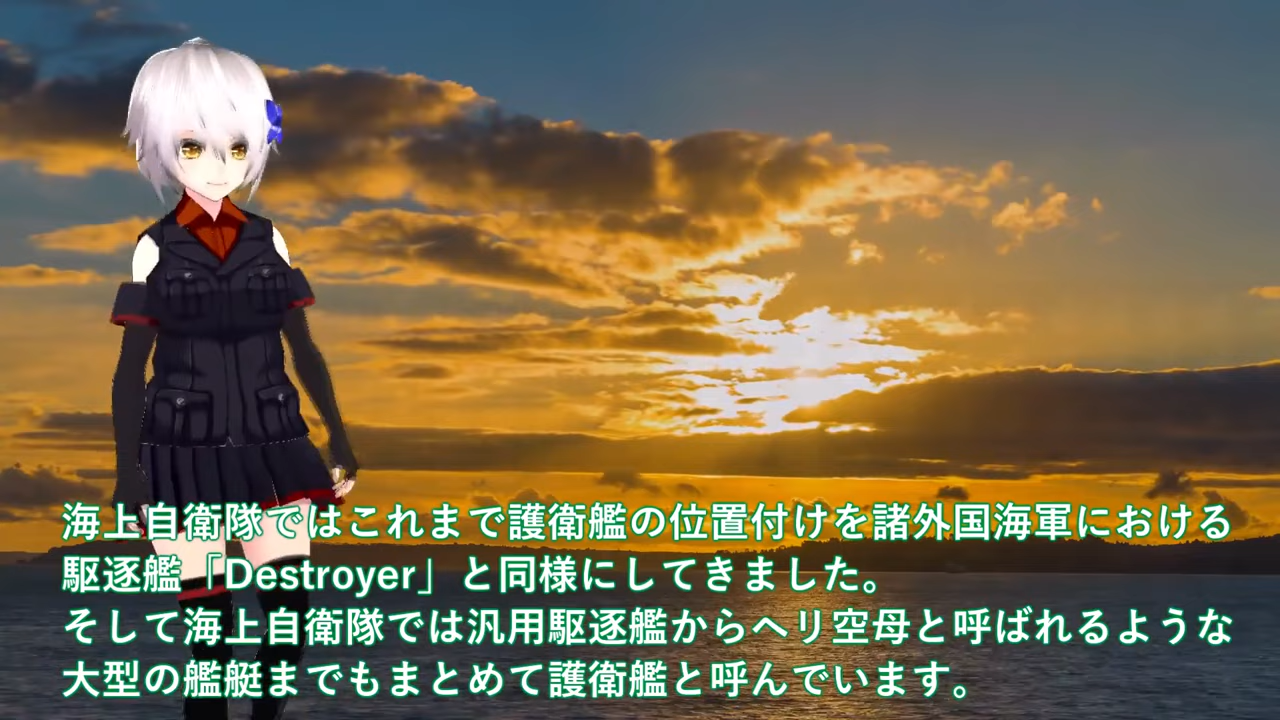 海上自衛隊ではこれまで護衛艦の位置付けを諸外国海軍における
駆逐艦「Destroyer」と同様にしてきました。
そして海上自衛隊では汎用駆逐艦からヘリ空母と呼ばれるような
大型の艦艇までもまとめて護衛艦と呼んでいます。